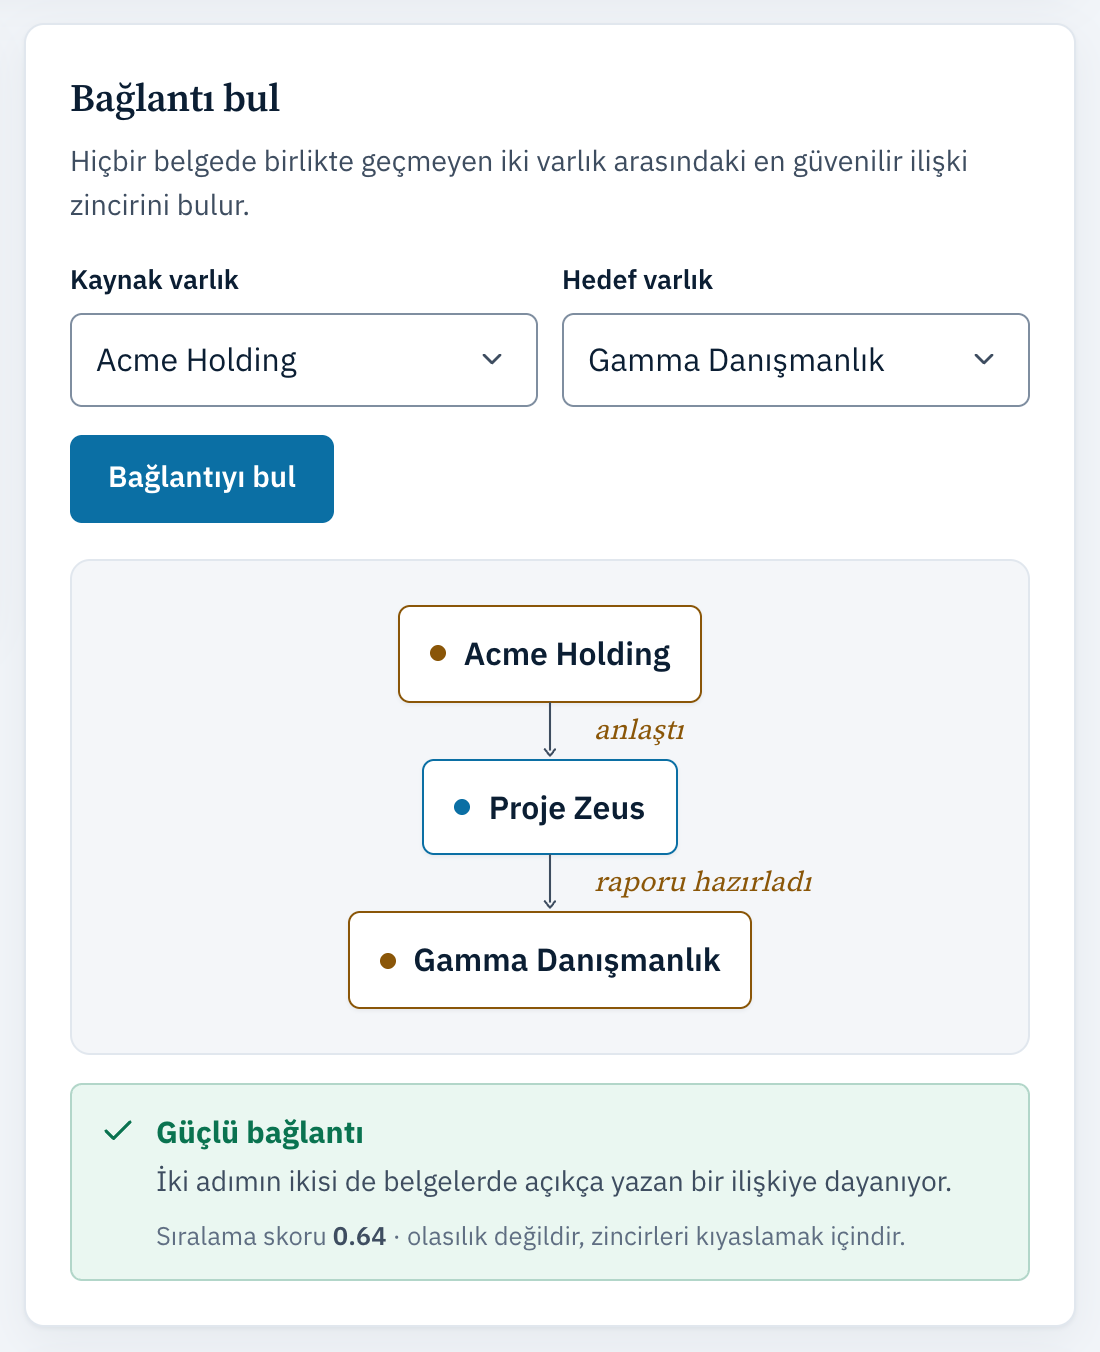 Bağlantı bul
Hiçbir belgede birlikte geçmeyen iki varlık arasındaki en güvenilir ilişki
zincirini bulur.
Kaynak varlık
Hedef varlık
Acme Holding
Gamma Danışmanlık
Bağlantıyı bul
Acme Holding
anlaştı
Proje Zeus
raporu hazırladı
Gamma Danışmanlık
Güçlü bağlantı
İki adımın ikisi de belgelerde açıkça yazan bir ilişkiye dayanıyor.
Sıralama skoru 0.64 · olasılık değildir, zincirleri kıyaslamak içindir.